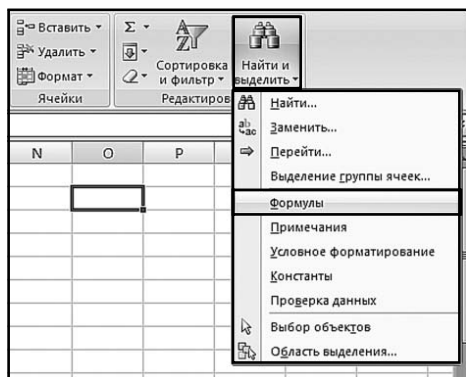 Вставить
Удалить
Формат
Ячейки
Σ
Сортировка
и фильтр
Найти и
выделить
Редактиров
N O P
Найти...
Заменить...
Перейти...
Выделение группы ячеек...
Формулы
Примечания
Условное форматирование
Константы
Проверка данных
Выбор объектов
Область выделения...